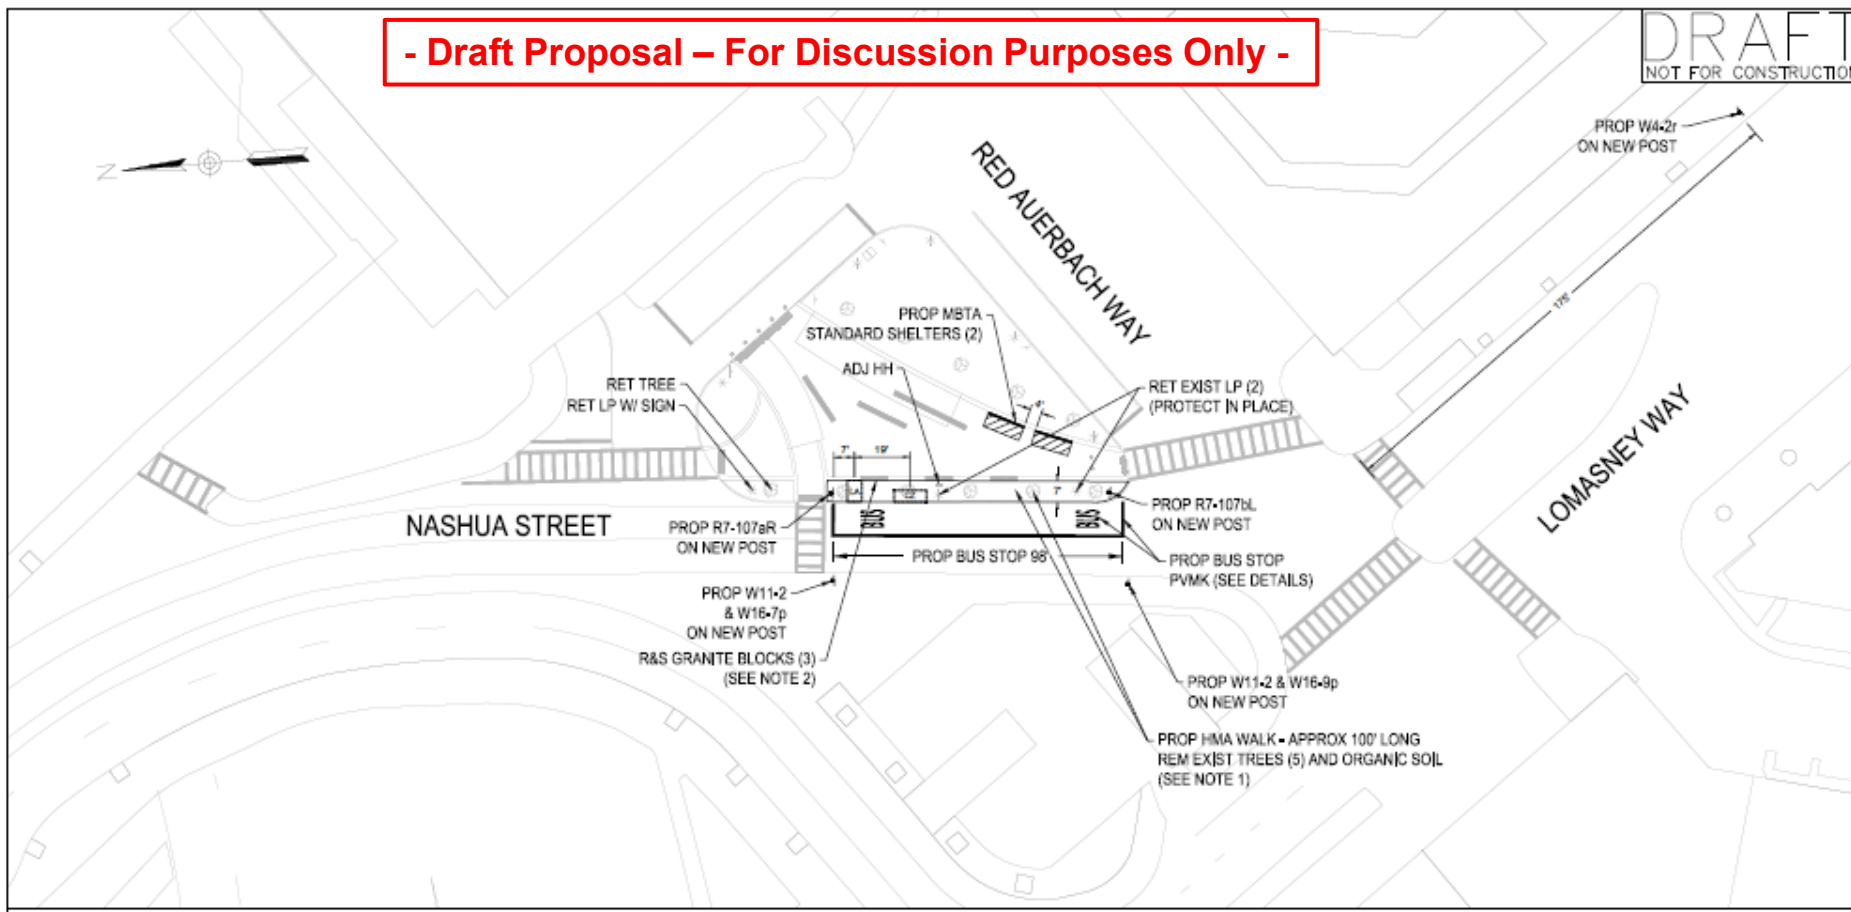 - Draft Proposal – For Discussion Purposes Only -
DRAFT
NOT FOR CONSTRUCTION
PROP W4-2r
ON NEW POST
N
RED AUERBACH WAY
175'
PROP MBTA
STANDARD SHELTERS (2)
ADJ HH
4'
RET TREE
RET LP W/ SIGN
RET EXIST LP (2)
(PROTECT IN PLACE)
LOMASNEY WAY
7'
19'
7'
NASHUA STREET
PROP R7-107aR
ON NEW POST
BUS
BUS
PROP R7-107bL
ON NEW POST
PROP BUS STOP 98'
PROP BUS STOP
PVMK (SEE DETAILS)
PROP W11-2
& W16-7p
ON NEW POST
R&S GRANITE BLOCKS (3)
(SEE NOTE 2)
PROP W11-2 & W16-9p
ON NEW POST
PROP HMA WALK - APPROX 100' LONG
REM EXIST TREES (5) AND ORGANIC SOIL
(SEE NOTE 1)